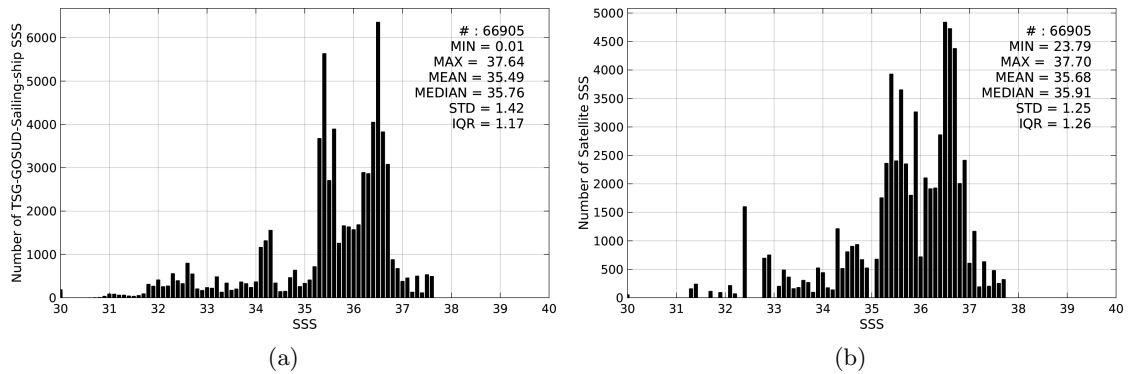 6000
5000
4000
3000
2000
1000
0
Number of TSG-GOSUD-Sailing-ship SSS
# : 66905
MIN = 0.01
MAX = 37.64
MEAN = 35.49
MEDIAN = 35.76
STD = 1.42
IQR = 1.17
30 31 32 33 34 35 36 37 38 39 40
SSS
(a)
5000
4500
4000
3500
3000
2500
2000
1500
1000
500
0
Number of Satellite SSS
# : 66905
MIN = 23.79
MAX = 37.70
MEAN = 35.68
MEDIAN = 35.91
STD = 1.25
IQR = 1.26
30 31 32 33 34 35 36 37 38 39 40
SSS
(b)